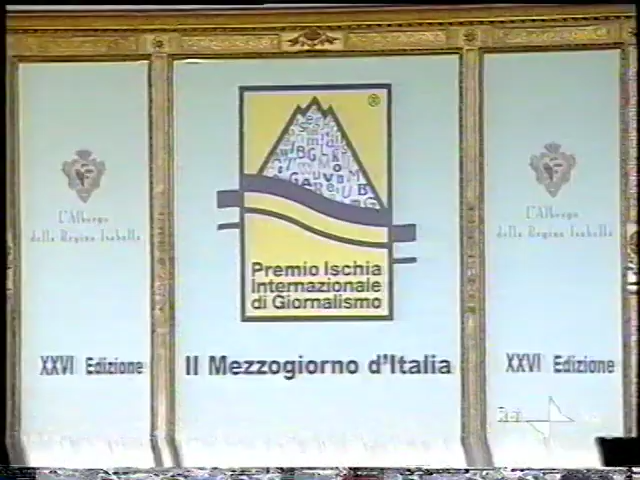 L'Albergo
della Regina Isabella
XXVI Edizione
®
Premio Ischia
Internazionale
di Giornalismo
Il Mezzogiorno d'Italia
L'Albergo
della Regina Isabella
XXVI Edizione